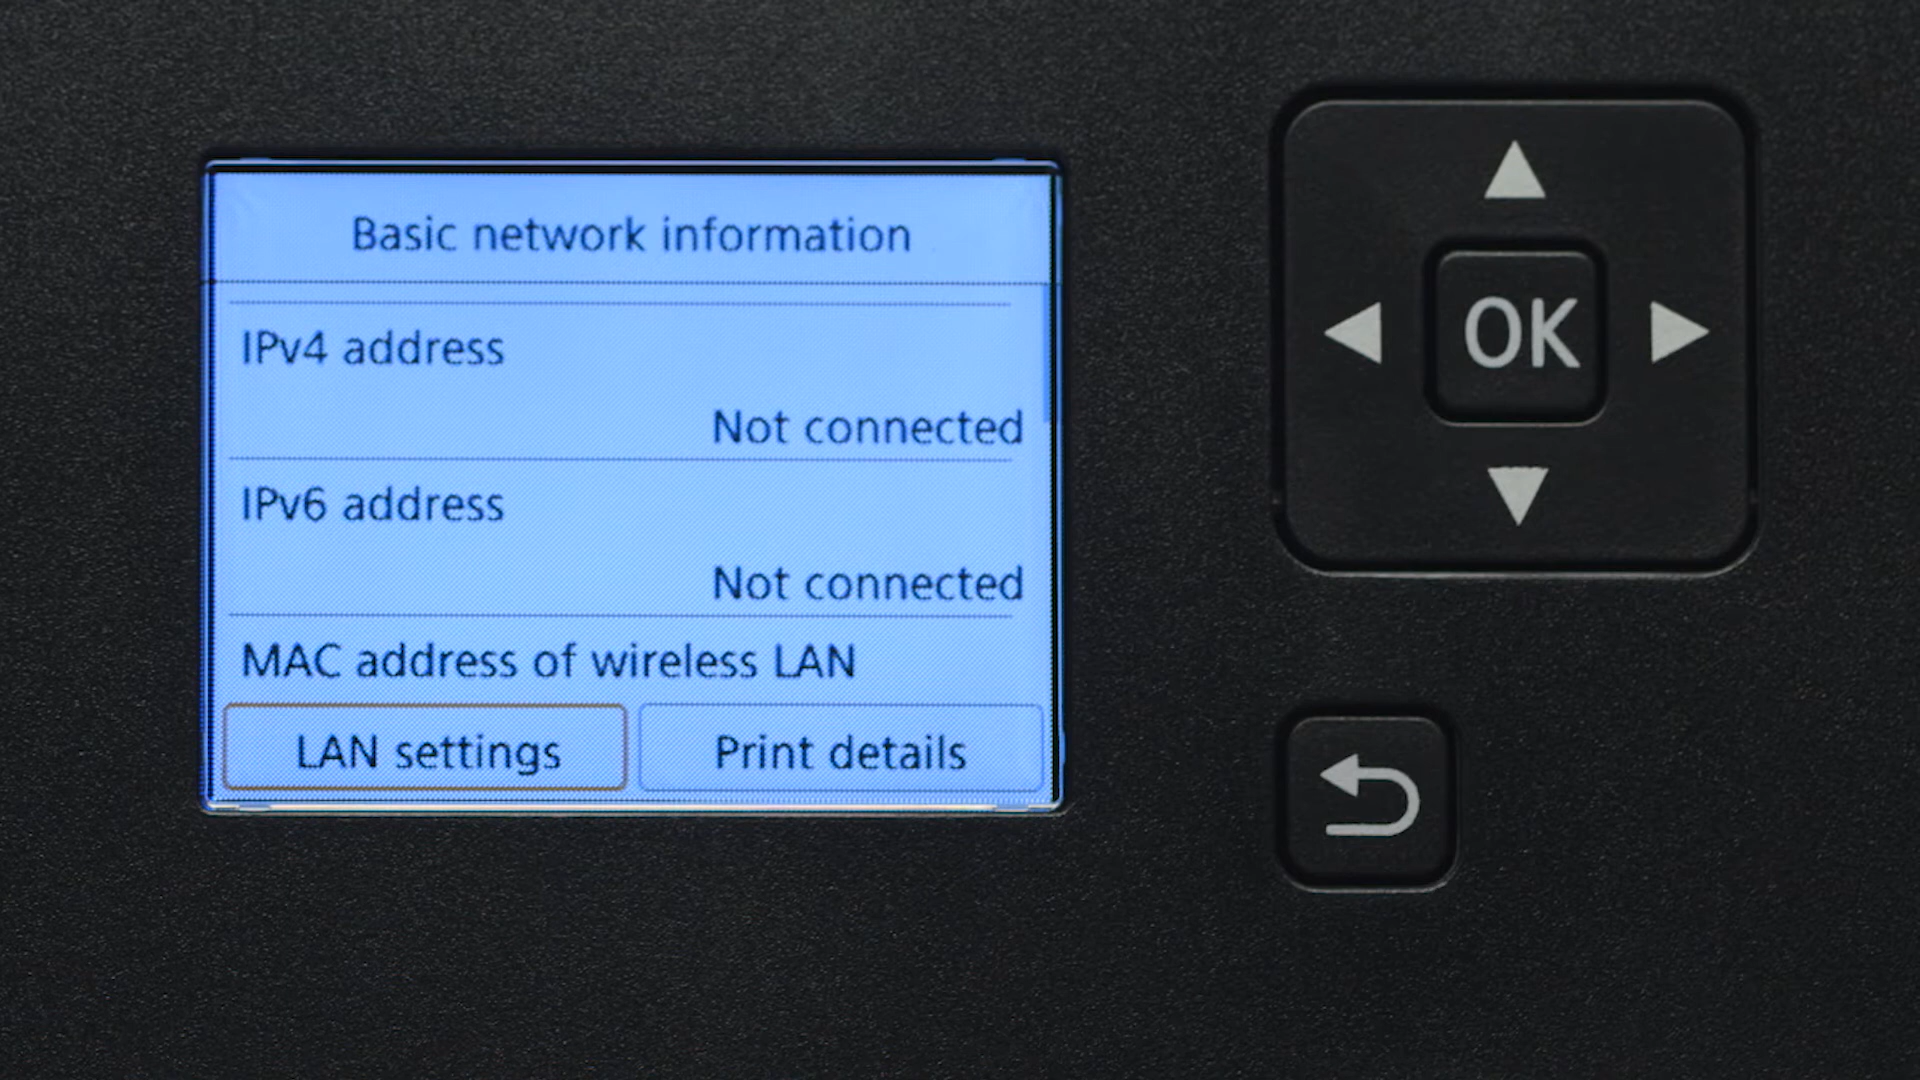 Basic network information
IPv4 address
Not connected
IPv6 address
Not connected
MAC address of wireless LAN
LAN settings
Print details
OK